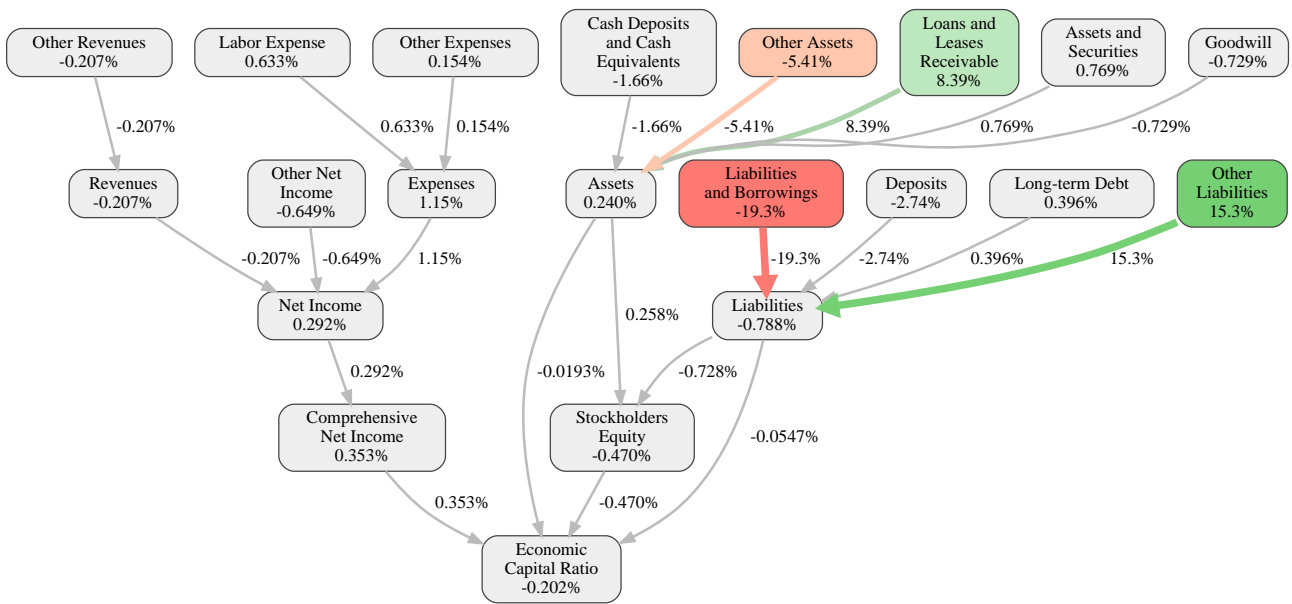 Other Revenues
-0.207%
Labor Expense
0.633%
Other Expenses
0.154%
Cash Deposits
and Cash
Equivalents
-1.66%
Other Assets
-5.41%
Loans and
Leases
Receivable
8.39%
Assets and
Securities
0.769%
Goodwill
-0.729%
-0.207%
0.633%
0.154%
-1.66%
-5.41%
8.39%
0.769%
-0.729%
Revenues
-0.207%
Other Net
Income
-0.649%
Expenses
1.15%
Assets
0.240%
Liabilities
and Borrowings
-19.3%
Deposits
-2.74%
Long-term Debt
0.396%
Other
Liabilities
15.3%
-0.207%
-0.649%
1.15%
-19.3%
-2.74%
0.396%
15.3%
Net Income
0.292%
0.258%
Liabilities
-0.788%
0.292%
-0.0193%
-0.728%
Comprehensive
Net Income
0.353%
Stockholders
Equity
-0.470%
-0.0547%
0.353%
-0.470%
Economic
Capital Ratio
-0.202%